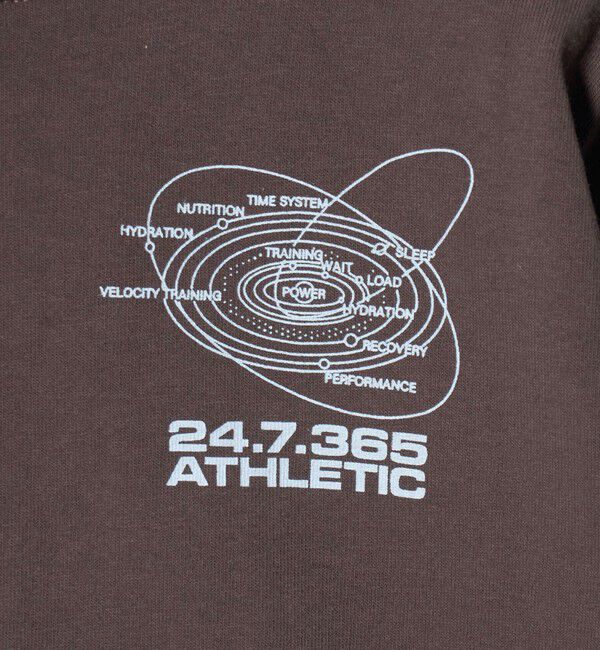 TIME SYSTEM
NUTRITION
HYDRATION
SLEEP
TRAINING
WAIT
LOAD
VELOCITY TRAINING
POWER
HYDRATION
RECOVERY
PERFORMANCE
24.7.365
ATHLETIC